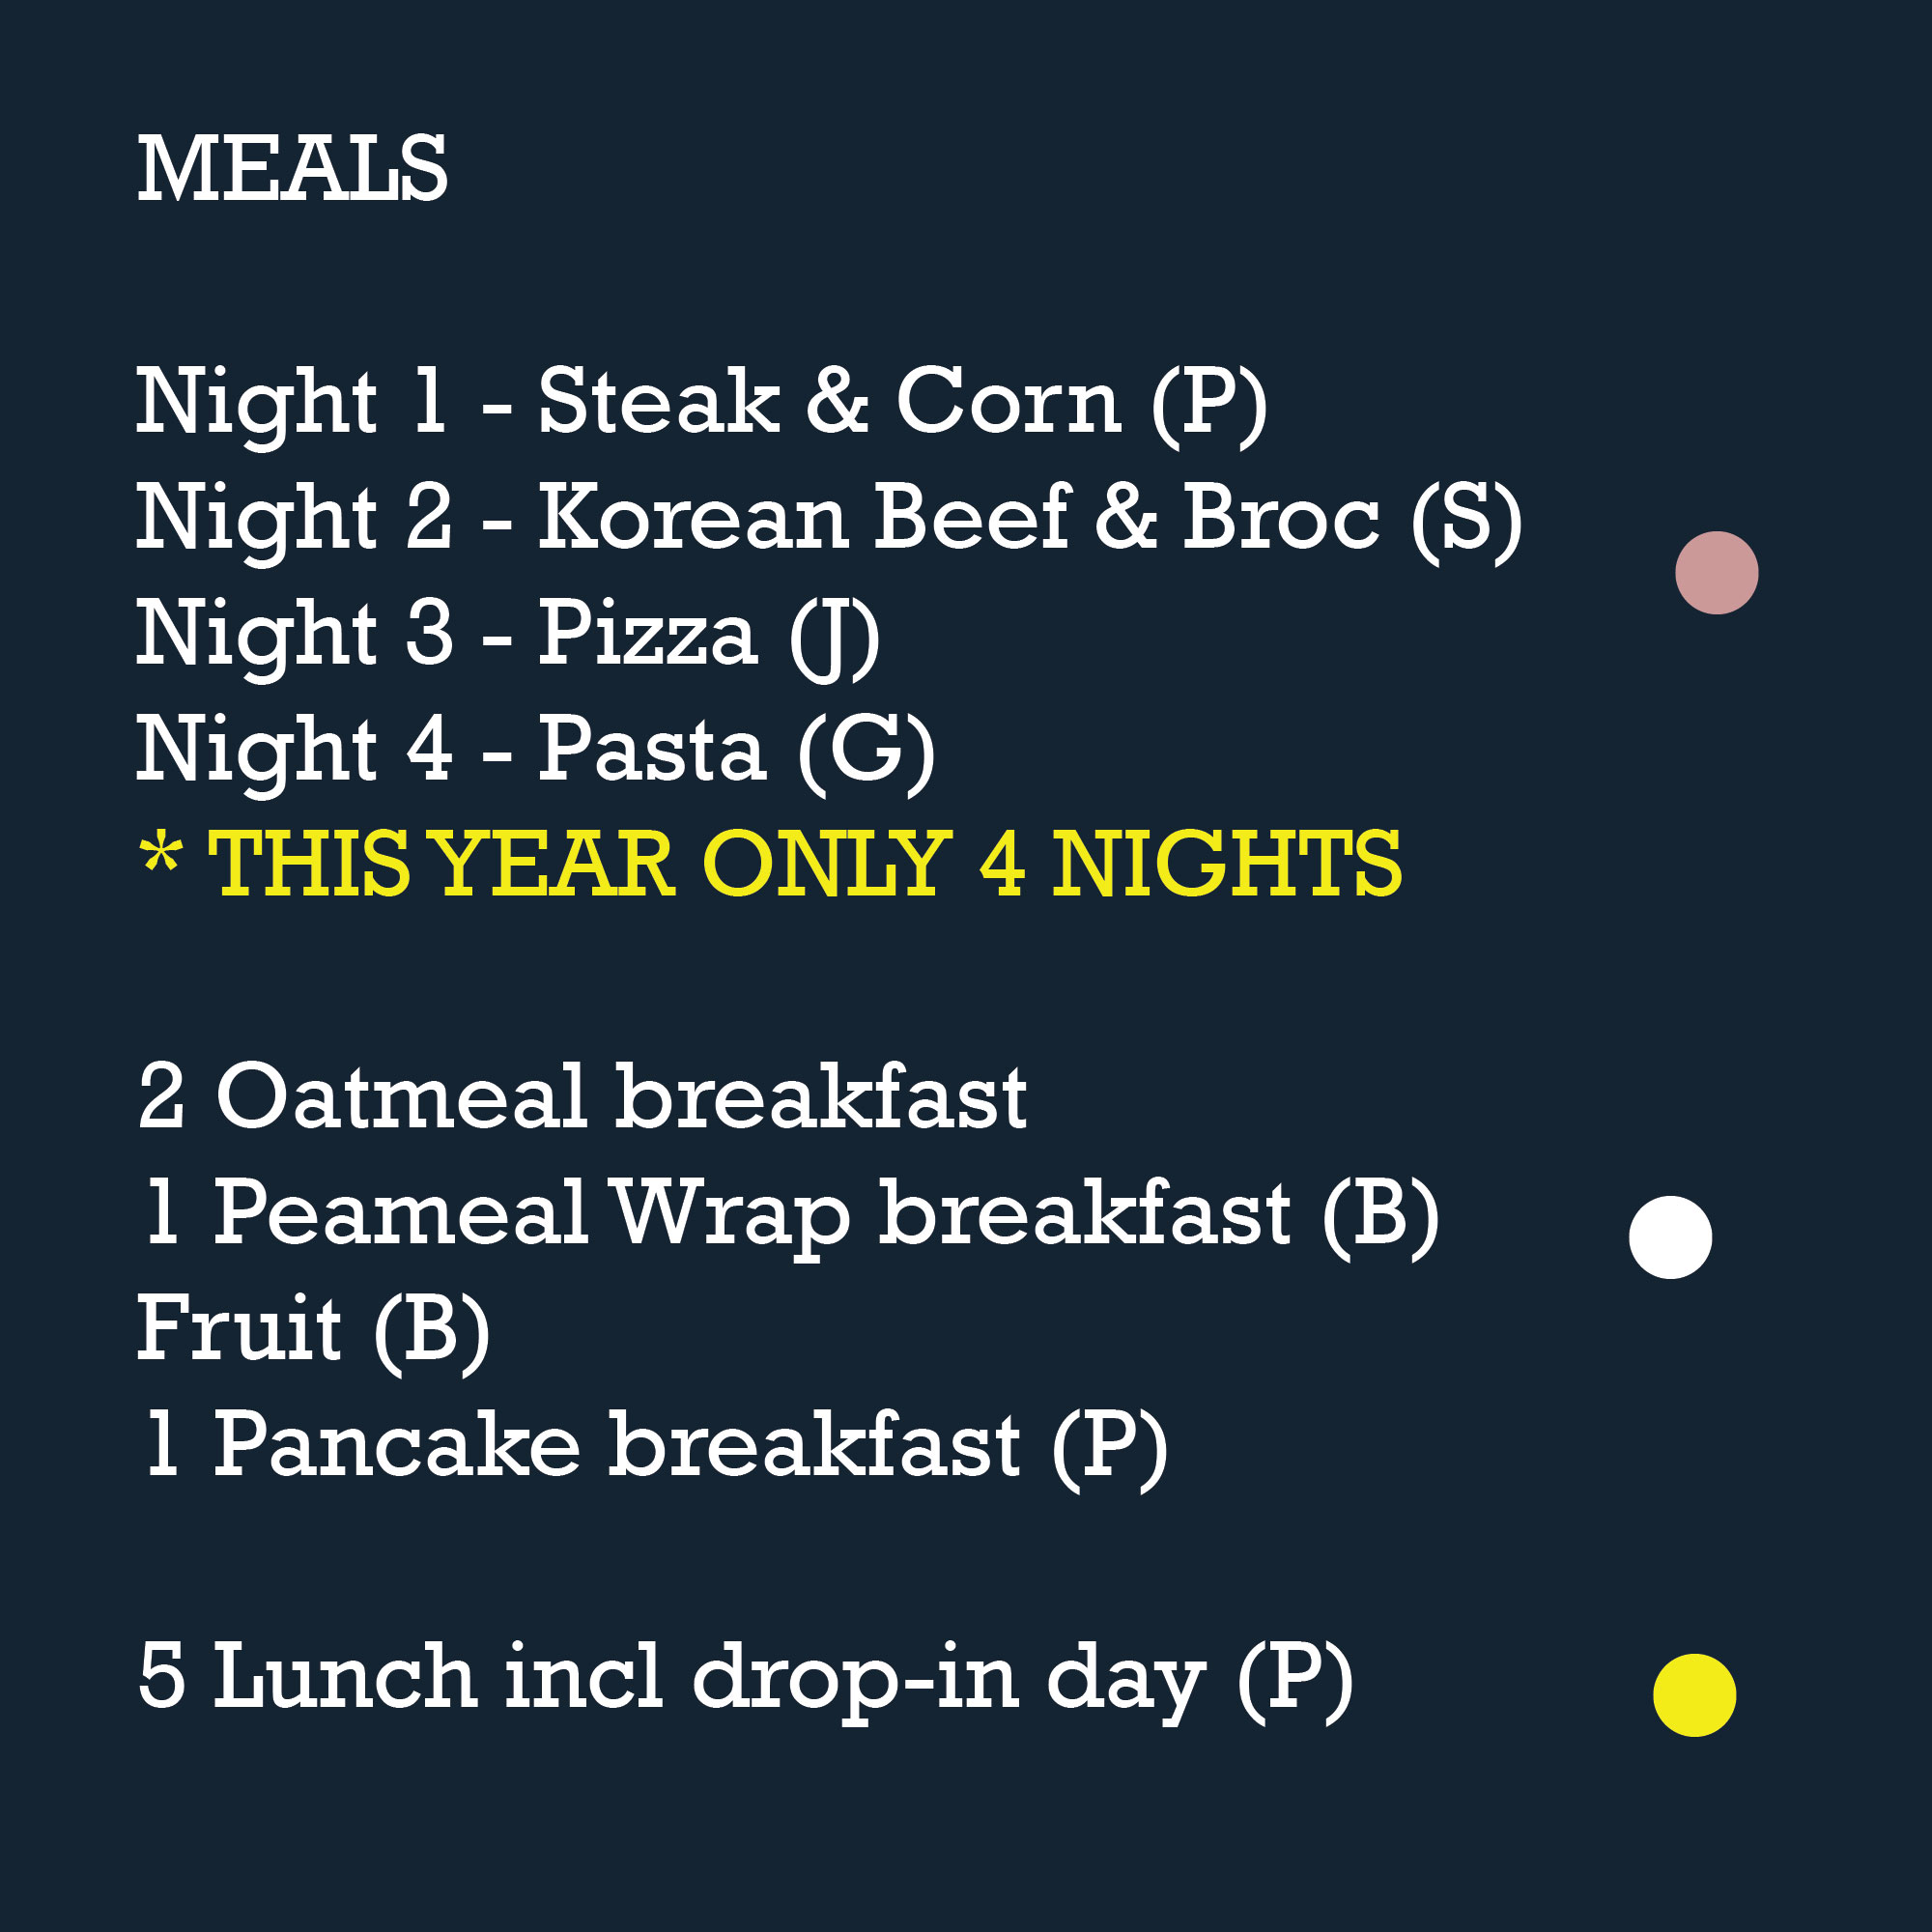 MEALS
Night 1 - Steak & Corn (P)
Night 2 - Korean Beef & Broc (S)
Night 3 - Pizza (J)
Night 4 - Pasta (G)
* THIS YEAR ONLY 4 NIGHTS
2 Oatmeal breakfast
1 Peameal Wrap breakfast (B)
Fruit (B)
1 Pancake breakfast (P)
5 Lunch incl drop-in day (P)